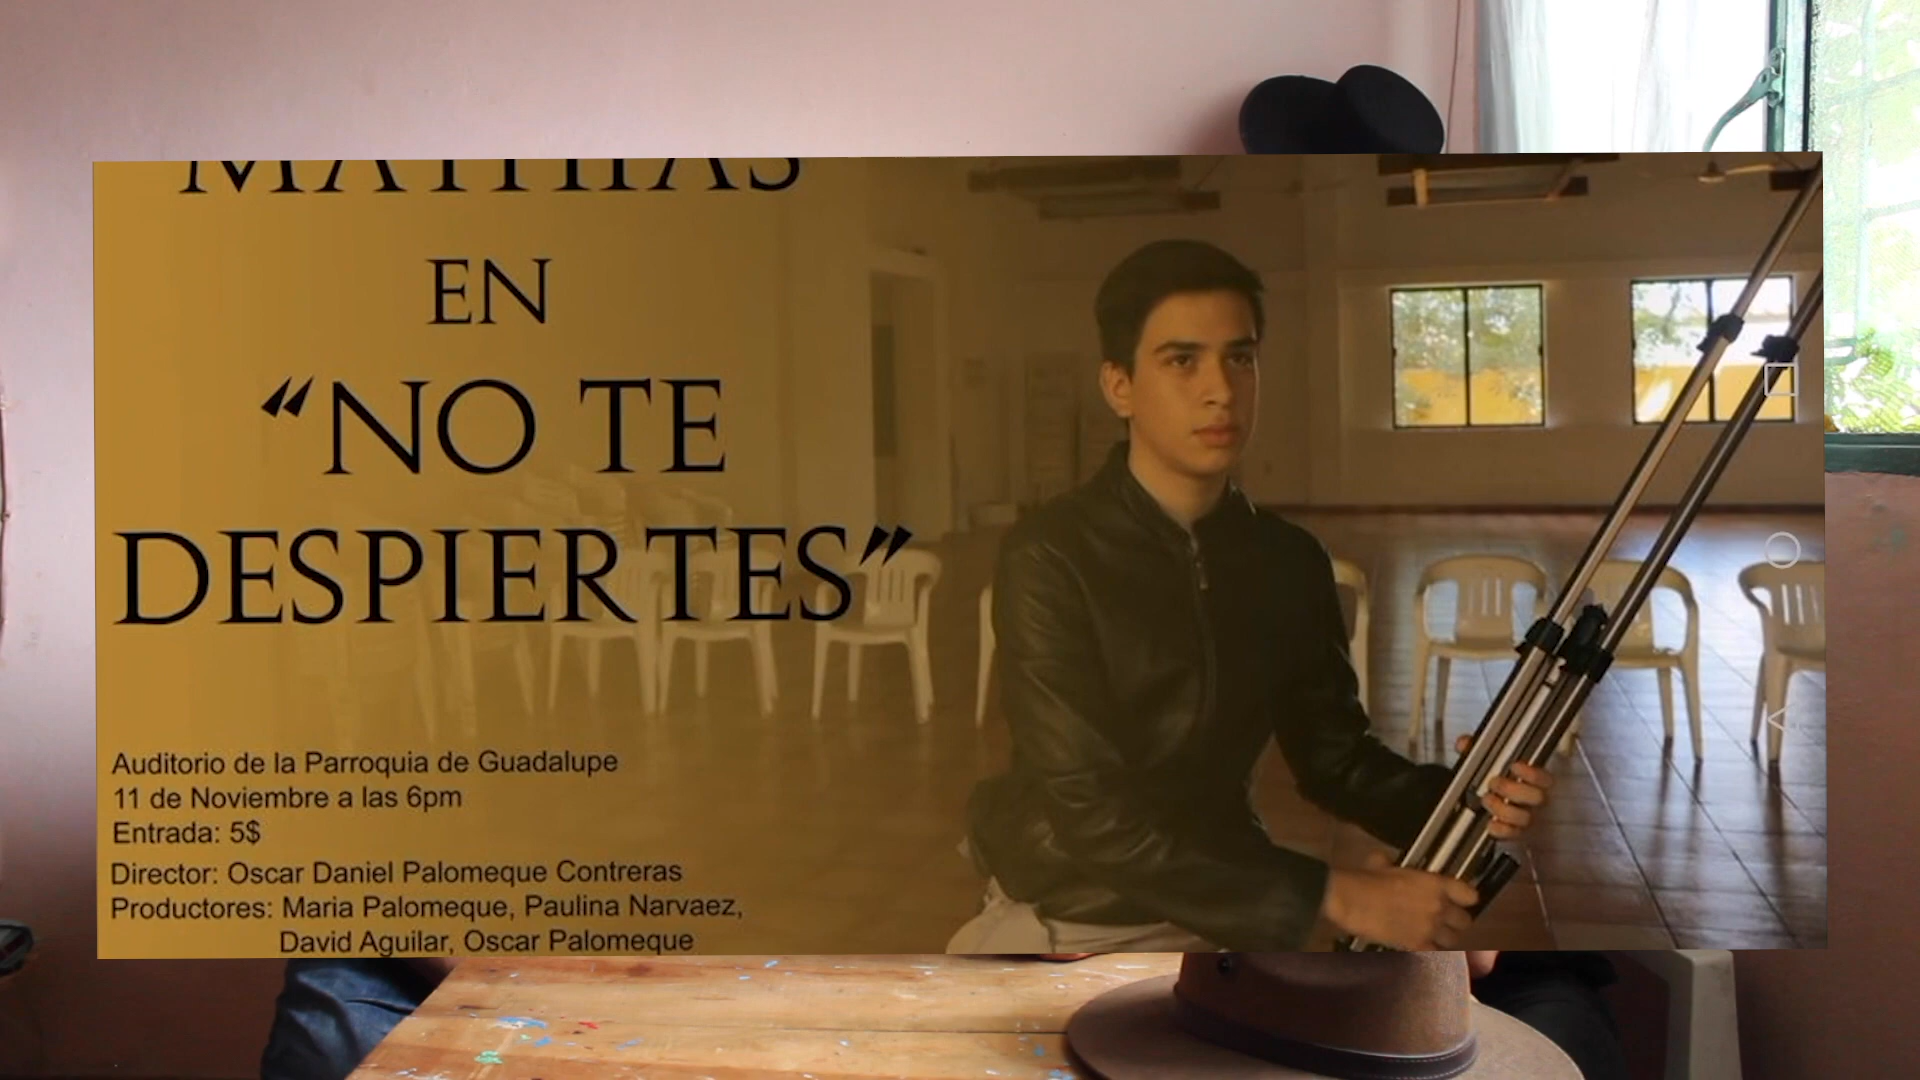 MATHIAS
EN
“NO TE
DESPIERTES”
Auditorio de la Parroquia de Guadalupe
11 de Noviembre a las 6pm
Entrada: 5$
Director: Oscar Daniel Palomeque Contreras
Productores: Maria Palomeque, Paulina Narvaez,
David Aguilar, Oscar Palomeque